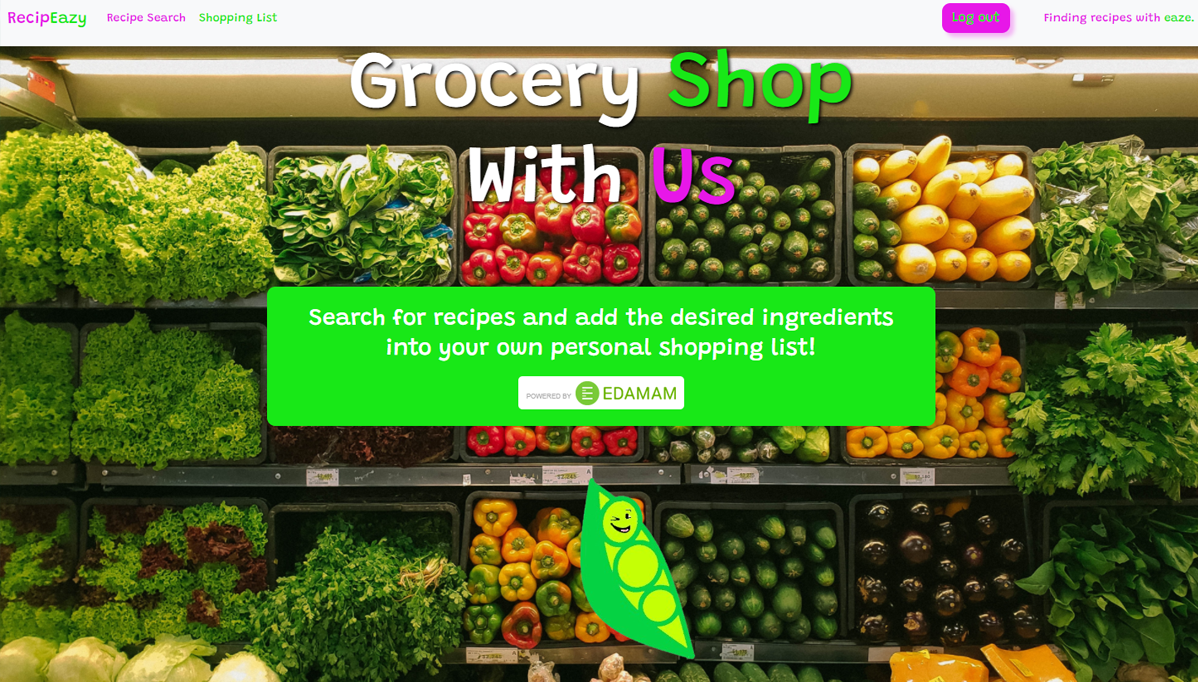 RecipEazy Recipe Search Shopping List Log out Finding recipes with eaze.
Grocery Shop
With Us
Search for recipes and add the desired ingredients
into your own personal shopping list!
POWERED BY EDAMAM